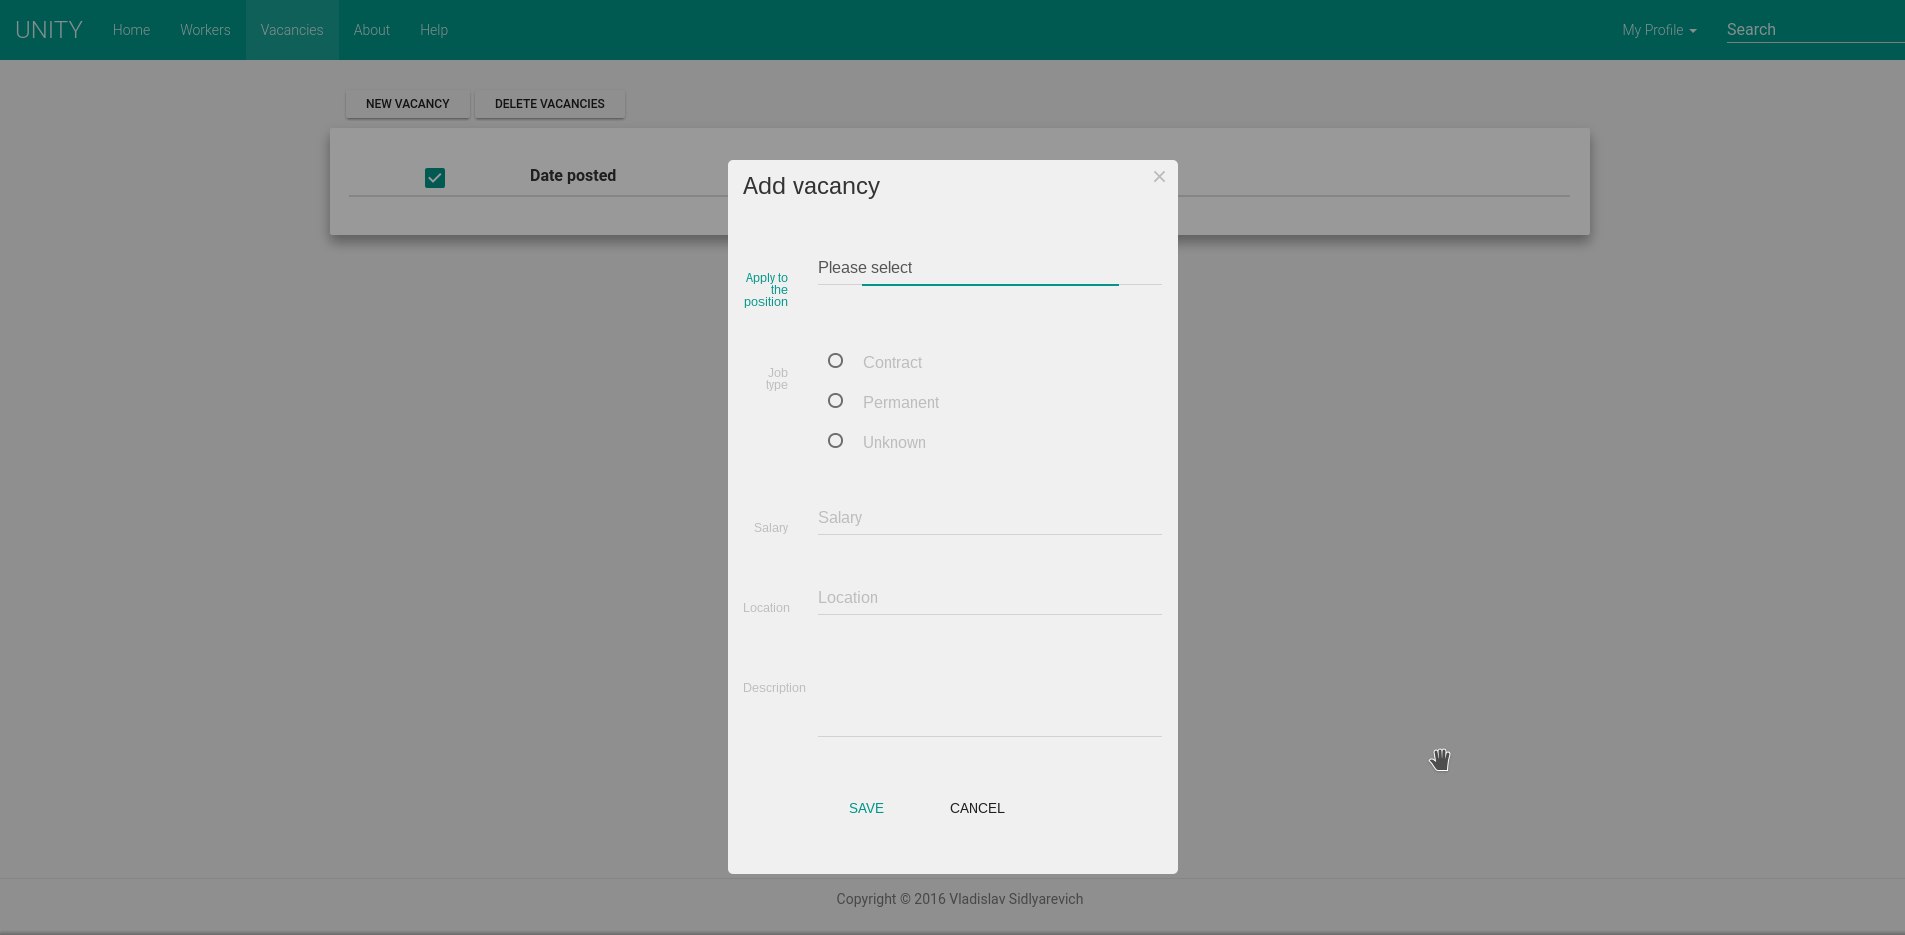 UNITY Home Workers Vacancies About Help My Profile Search
NEW VACANCY DELETE VACANCIES
Date posted
Add vacancy ×
Apply to
the
position
Please select
Job
type
Contract
Permanent
Unknown
Salary Salary
Location Location
Description
SAVE CANCEL
Copyright © 2016 Vladislav Sidlyarevich